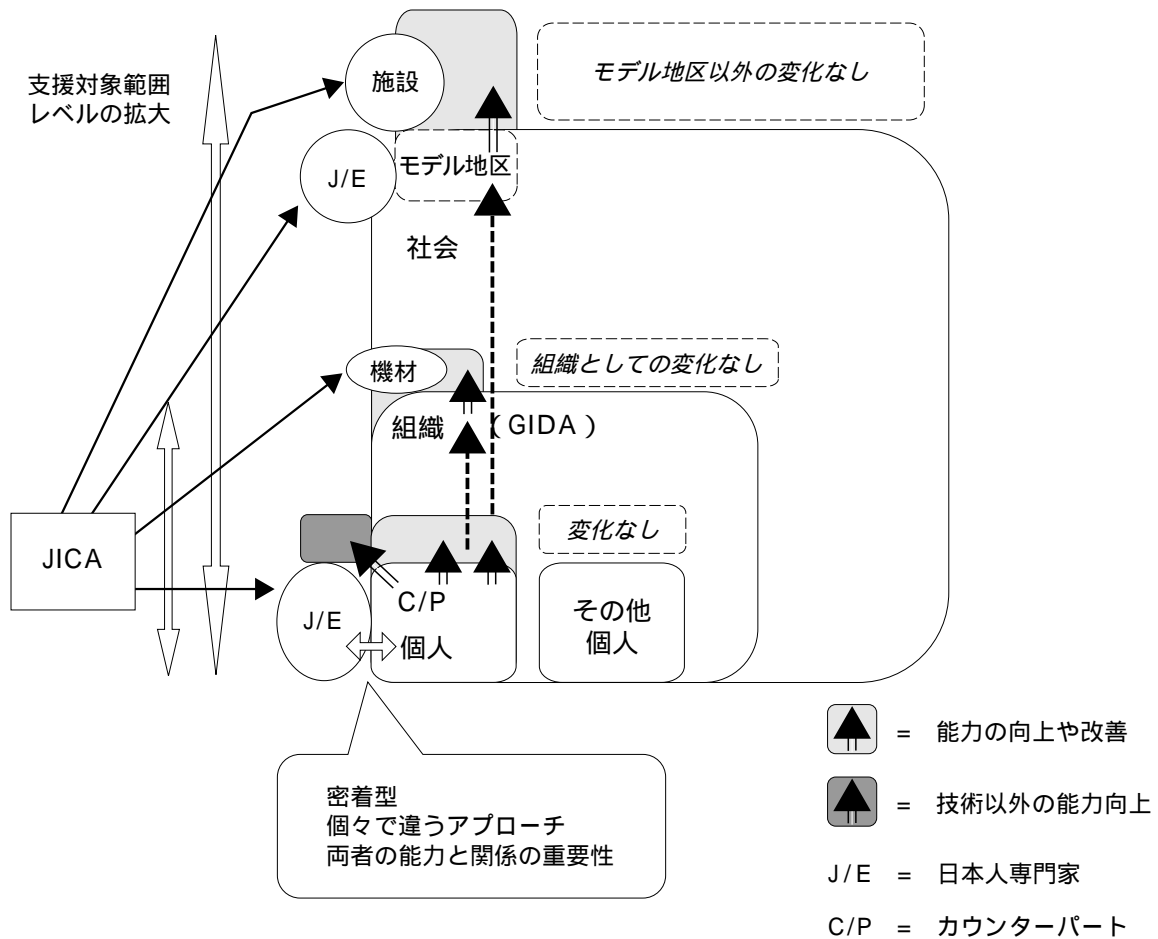 支援対象範囲
レベルの拡大
施設
モデル地区以外の変化なし
J/E
モデル地区
社会
機材
組織としての変化なし
組織 (GIDA)
JICA
変化なし
C/P
J/E
個人
その他
個人
密着型
個々で違うアプローチ
両者の能力と関係の重要性
= 能力の向上や改善
= 技術以外の能力向上
J/E = 日本人専門家
C/P = カウンターパート